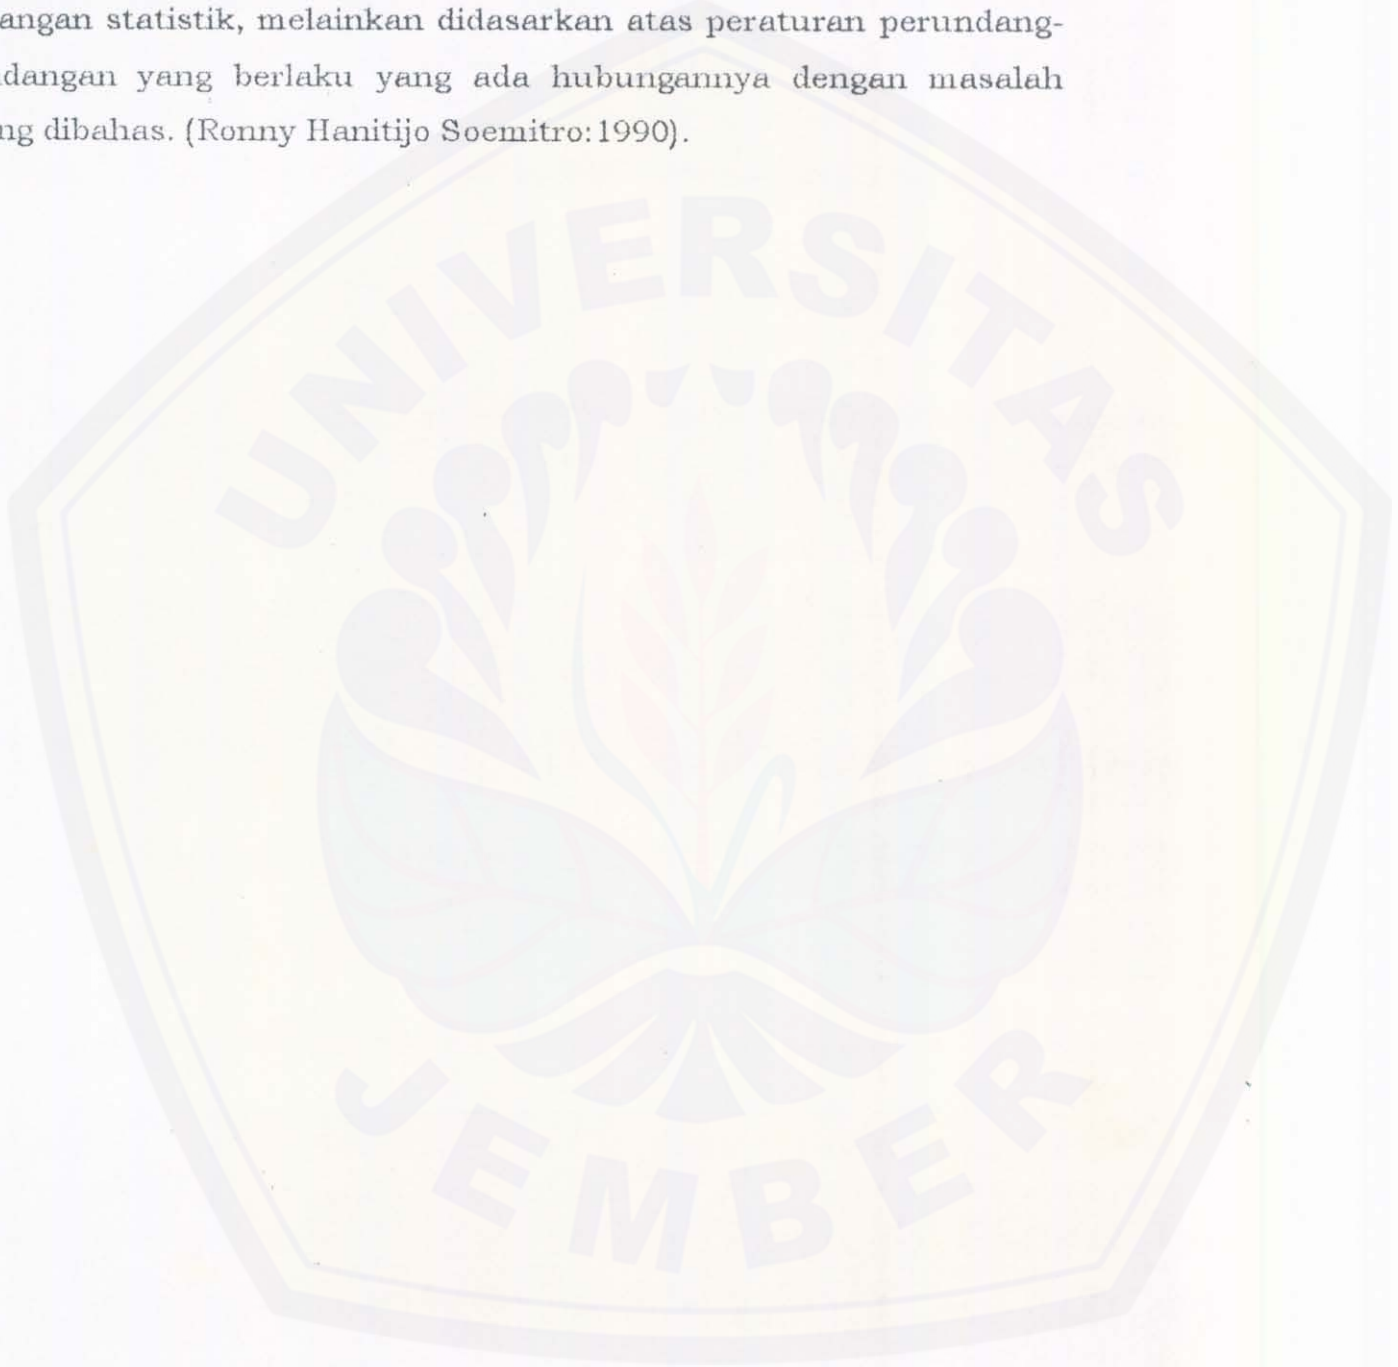 angan statistik, melainkan didasarkan atas peraturan perundang-
dangan yang berlaku yang ada hubungannya dengan masalah
ng dibahas. (Ronny Hanitijo Soemitro:1990).
UNIVERSITAS
JEMBER